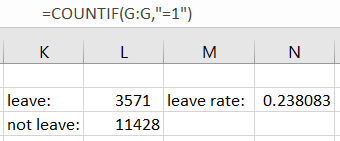 =COUNTIF(G:G,"=1")
K L M N
leave: 3571 leave rate: 0.238083
not leave: 11428